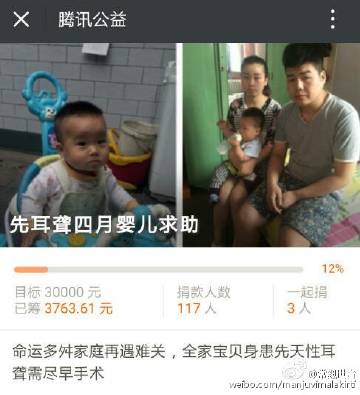 腾讯公益
先耳聋四月婴儿求助
12%
目标 30000 元
捐款人数
一起捐
已筹 3763.61 元
117 人
3 人
命运多舛家庭再遇难关，全家宝贝身患先天性耳
聋需尽早手术
weibo.com/manjuvimalakird